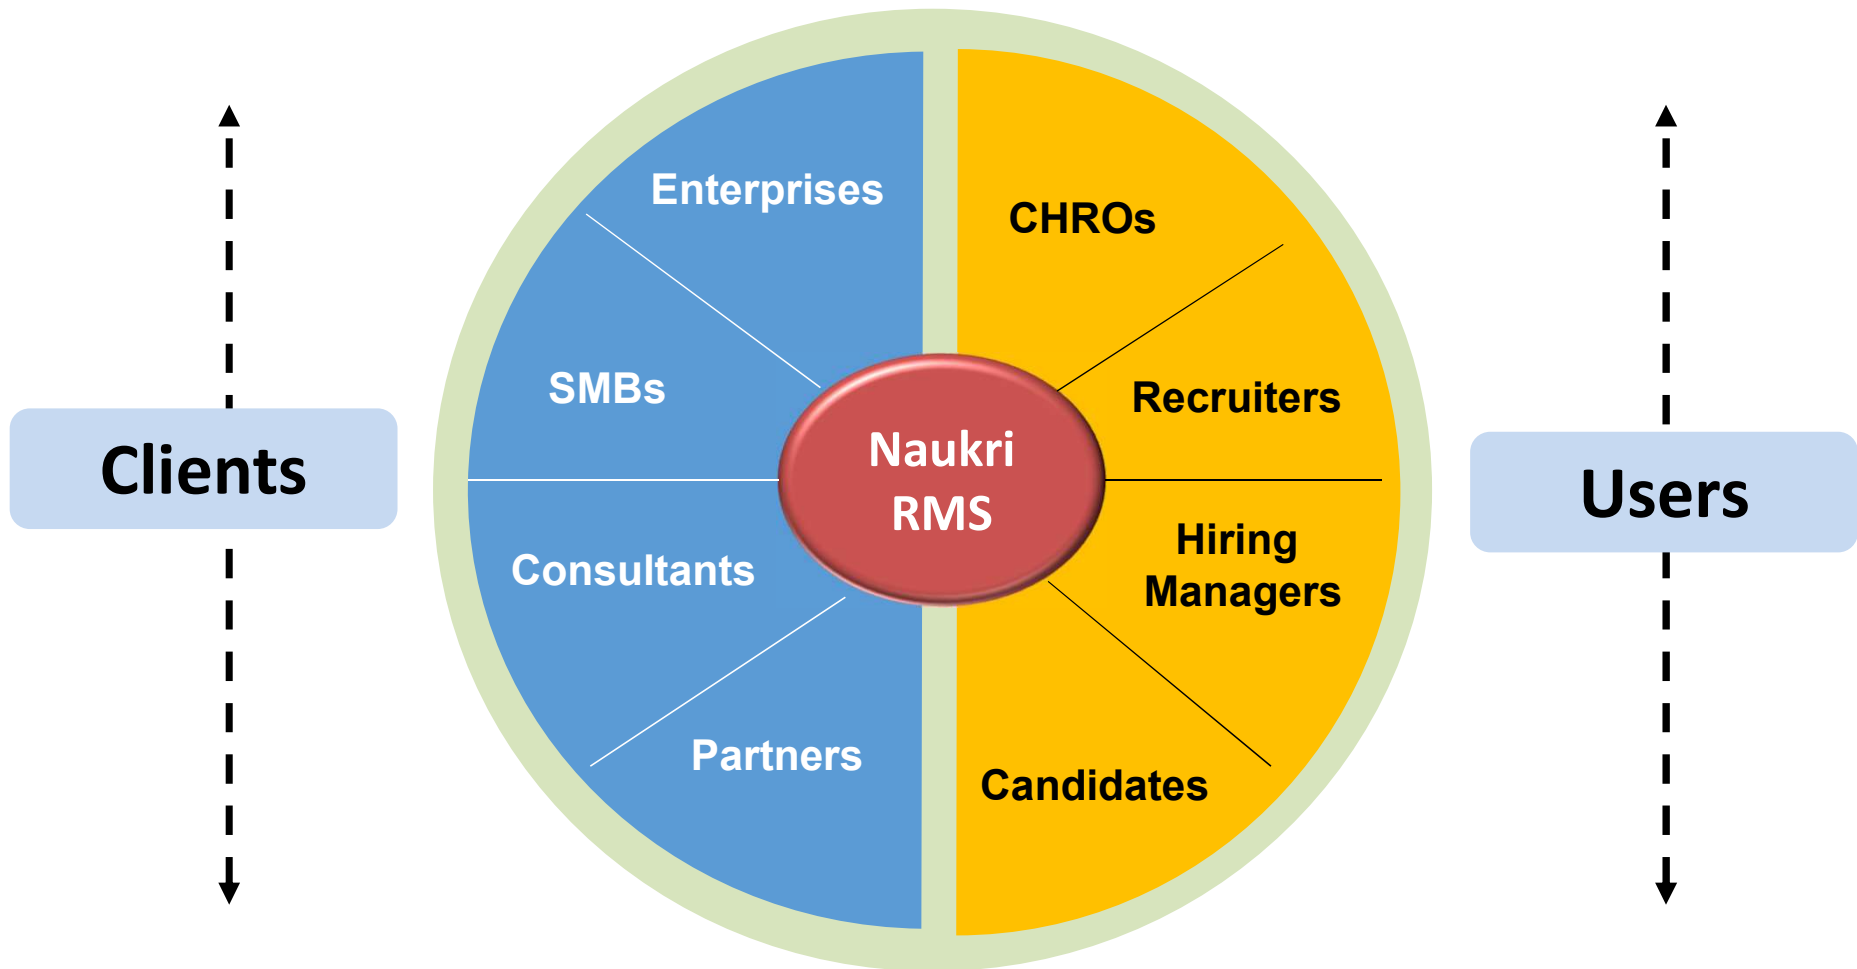 Clients
Enterprises
SMBs
Consultants
Partners
Naukri
RMS
CHROs
Recruiters
Hiring
Managers
Candidates
Users